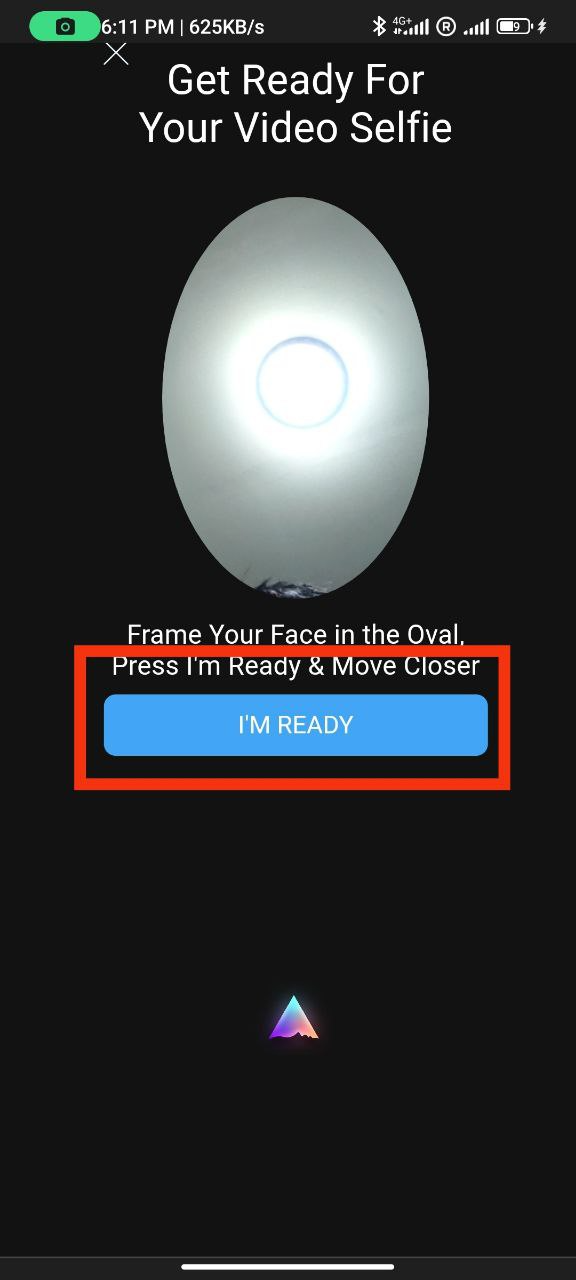 6:11 PM | 625KB/s 4G+ R 9
Get Ready For
Your Video Selfie
Frame Your Face in the Oval,
Press I'm Ready & Move Closer
I'M READY